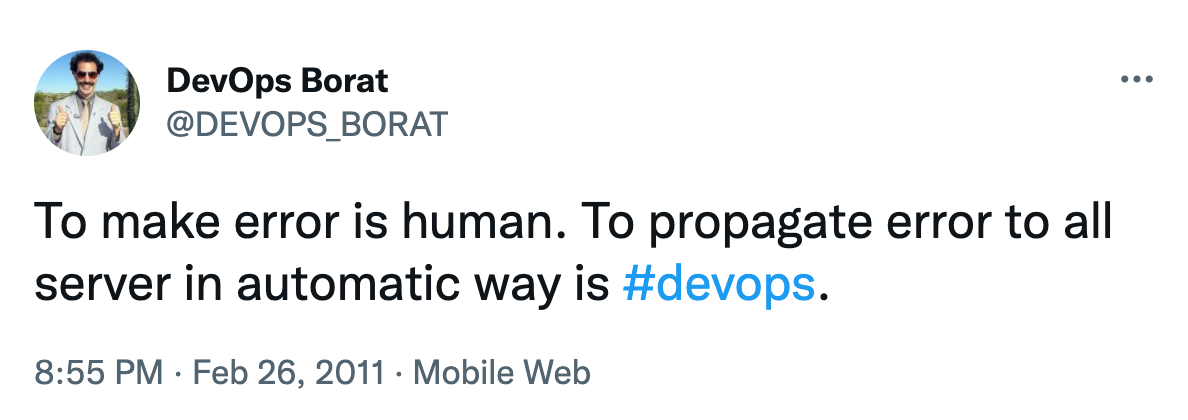 DevOps Borat
@DEVOPS_BORAT
To make error is human. To propagate error to all
server in automatic way is #devops.
8:55 PM · Feb 26, 2011 · Mobile Web